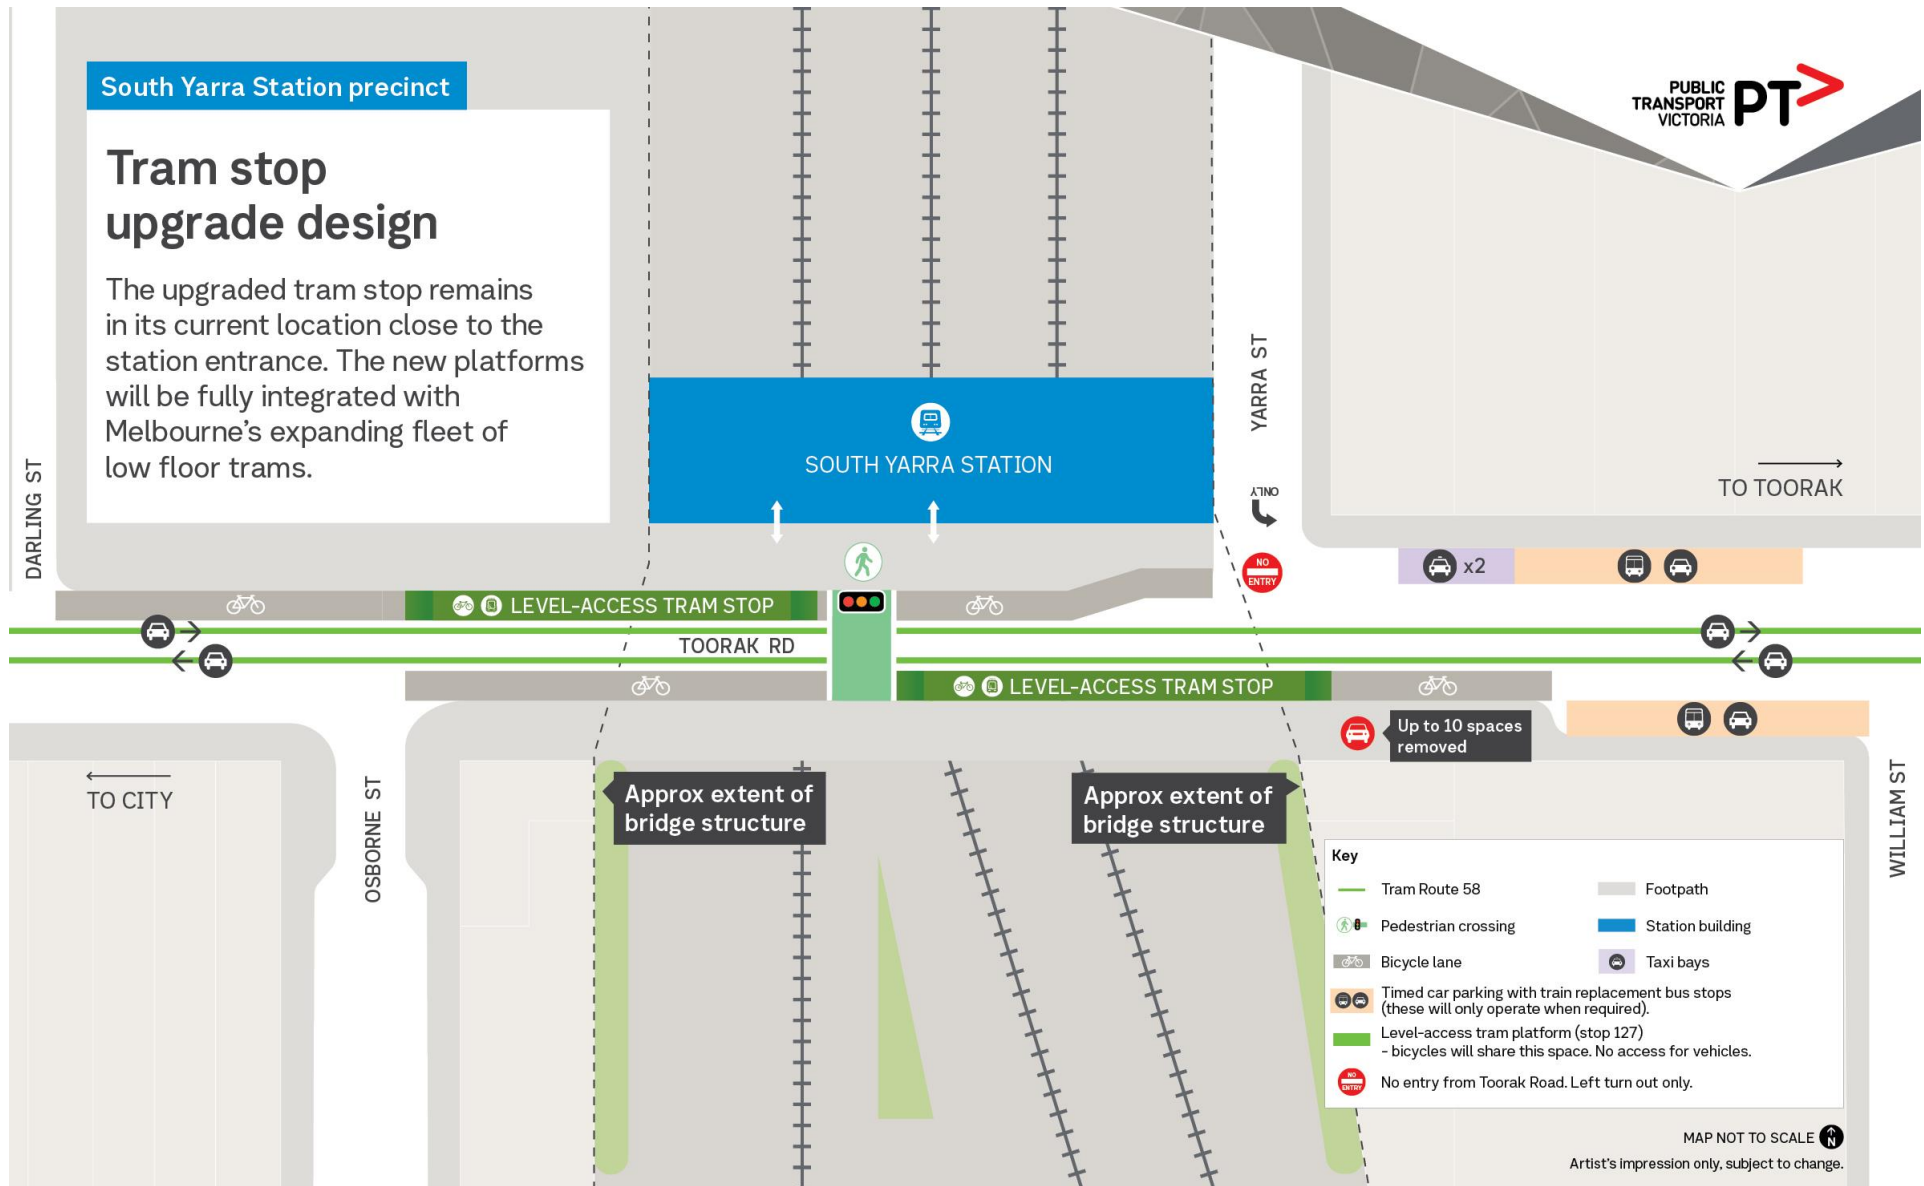 South Yarra Station precinct
Tram stop
upgrade design
The upgraded tram stop remains
in its current location close to the
station entrance. The new platforms
will be fully integrated with
Melbourne's expanding fleet of
low floor trams.
PUBLIC
TRANSPORT
VICTORIA
PT
DARLING ST
YARRA ST
SOUTH YARRA STATION
TO TOORAK
ONLY
NO
ENTRY
x2
LEVEL-ACCESS TRAM STOP
TOORAK RD
LEVEL-ACCESS TRAM STOP
Up to 10 spaces
removed
TO CITY
OSBORNE ST
Approx extent of
bridge structure
Approx extent of
bridge structure
WILLIAM ST
Key
Tram Route 58
Pedestrian crossing
Bicycle lane
Timed car parking with train replacement bus stops
(these will only operate when required).
Level-access tram platform (stop 127)
- bicycles will share this space. No access for vehicles.
NO
ENTRY
No entry from Toorak Road. Left turn out only.
Footpath
Station building
Taxi bays
MAP NOT TO SCALE
N
Artist's impression only, subject to change.